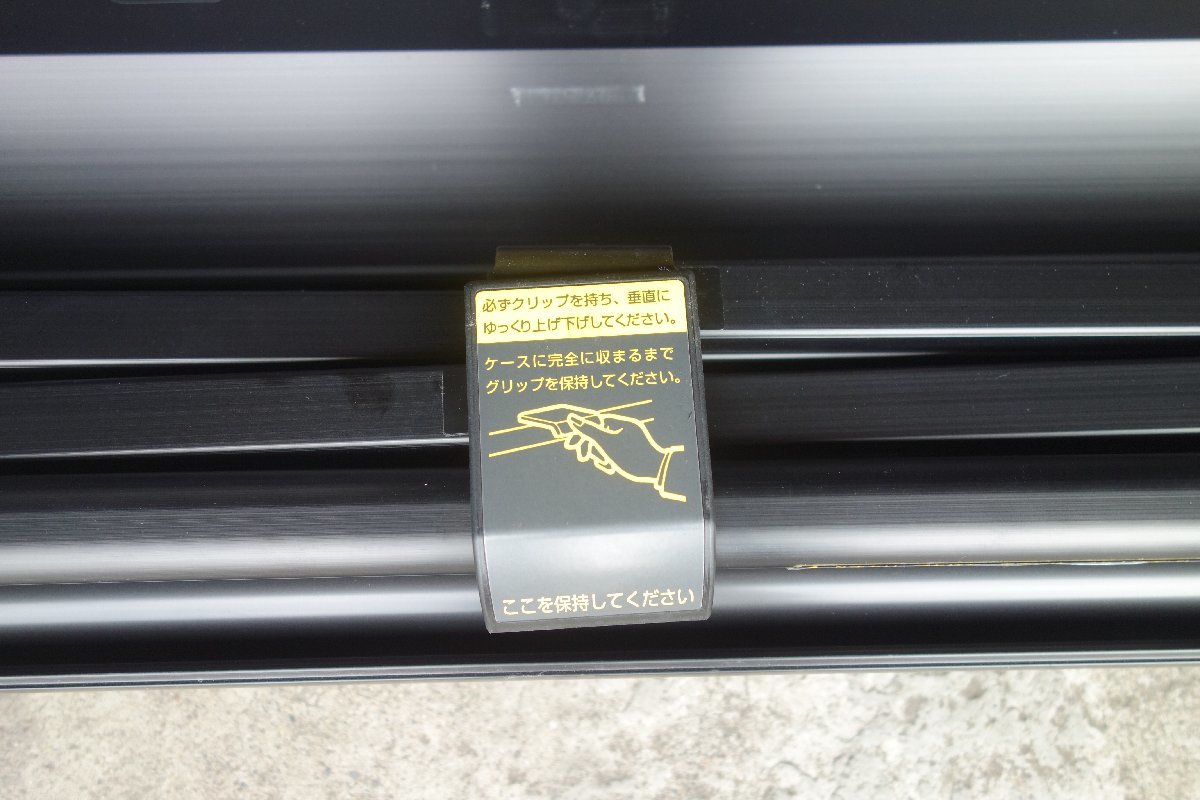 必ずクリップを持ち、垂直に
ゆっくり上げ下げしてください。
ケースに完全に収まるまで
グリップを保持してください。
ここを保持してください